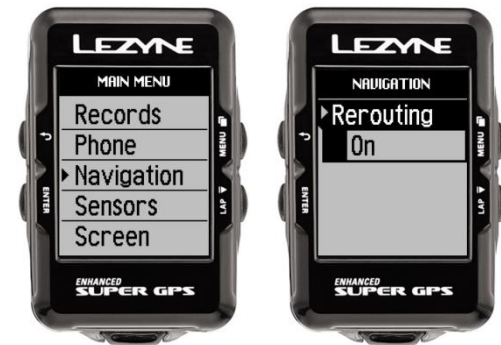 LEZYNE
MAIN MENU
Records
Phone
Navigation
Sensors
Screen
MENU
LAP
ENTER
ENHANCED
SUPER GPS
LEZYNE
NAVIGATION
Rerouting
On
MENU
LAP
ENTER
ENHANCED
SUPER GPS